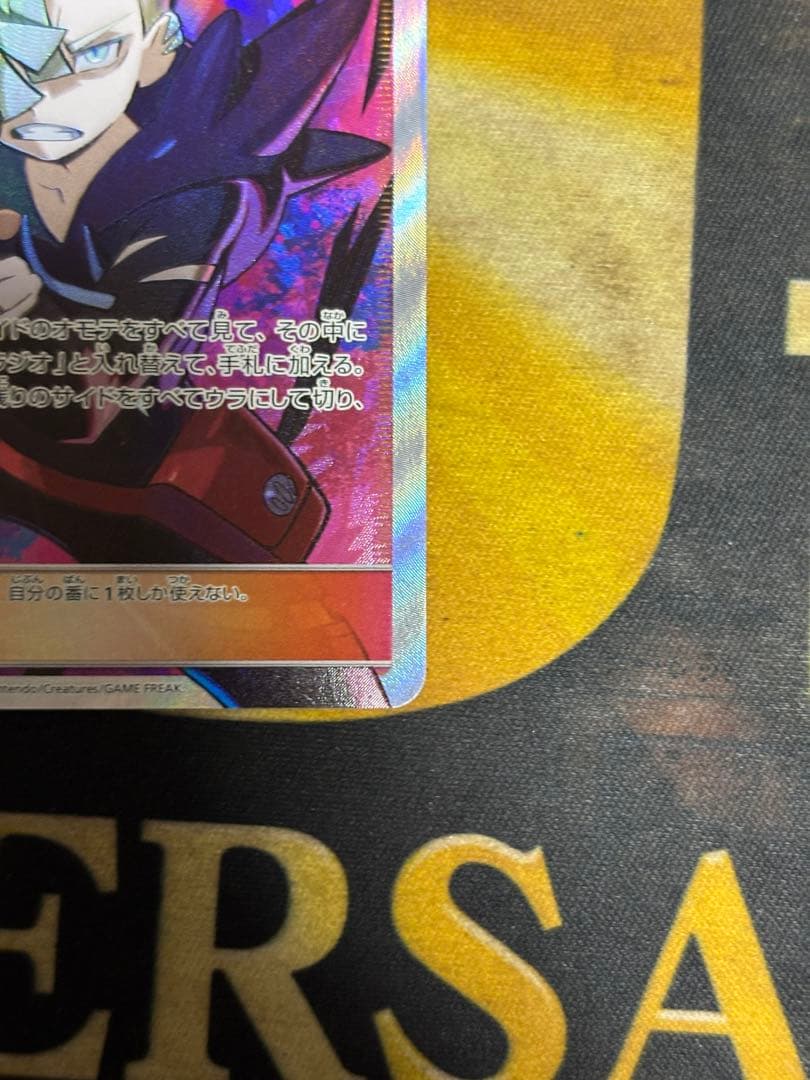 イドのオモテをすべて見て、その中に
ラジオ」と入れ替えて、手札に加える。
りのサイドをすべてウラにして切り、
自分の番に1枚しか使えない。
ntendo/Creatures/GAME FREAK
ERSA